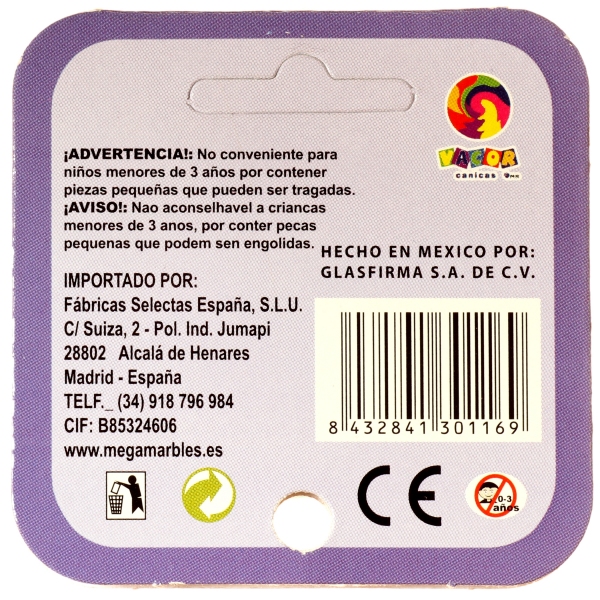 VACOR
canicas
¡ADVERTENCIA!: No conveniente para
niños menores de 3 años por contener
piezas pequeñas que pueden ser tragadas.
¡AVISO!: Nao aconselhavel a criancas
menores de 3 anos, por conter pecas
pequenas que podem ser engolidas.
HECHO EN MEXICO POR:
GLASFIRMA S.A. DE C.V.
IMPORTADO POR:
Fábricas Selectas España, S.L.U.
C/ Suiza, 2 - Pol. Ind. Jumapi
28802 Alcalá de Henares
Madrid - España
TELF._ (34) 918 796 984
CIF: B85324606
www.megamarbles.es
8 432841 301169
CE
0-3
años